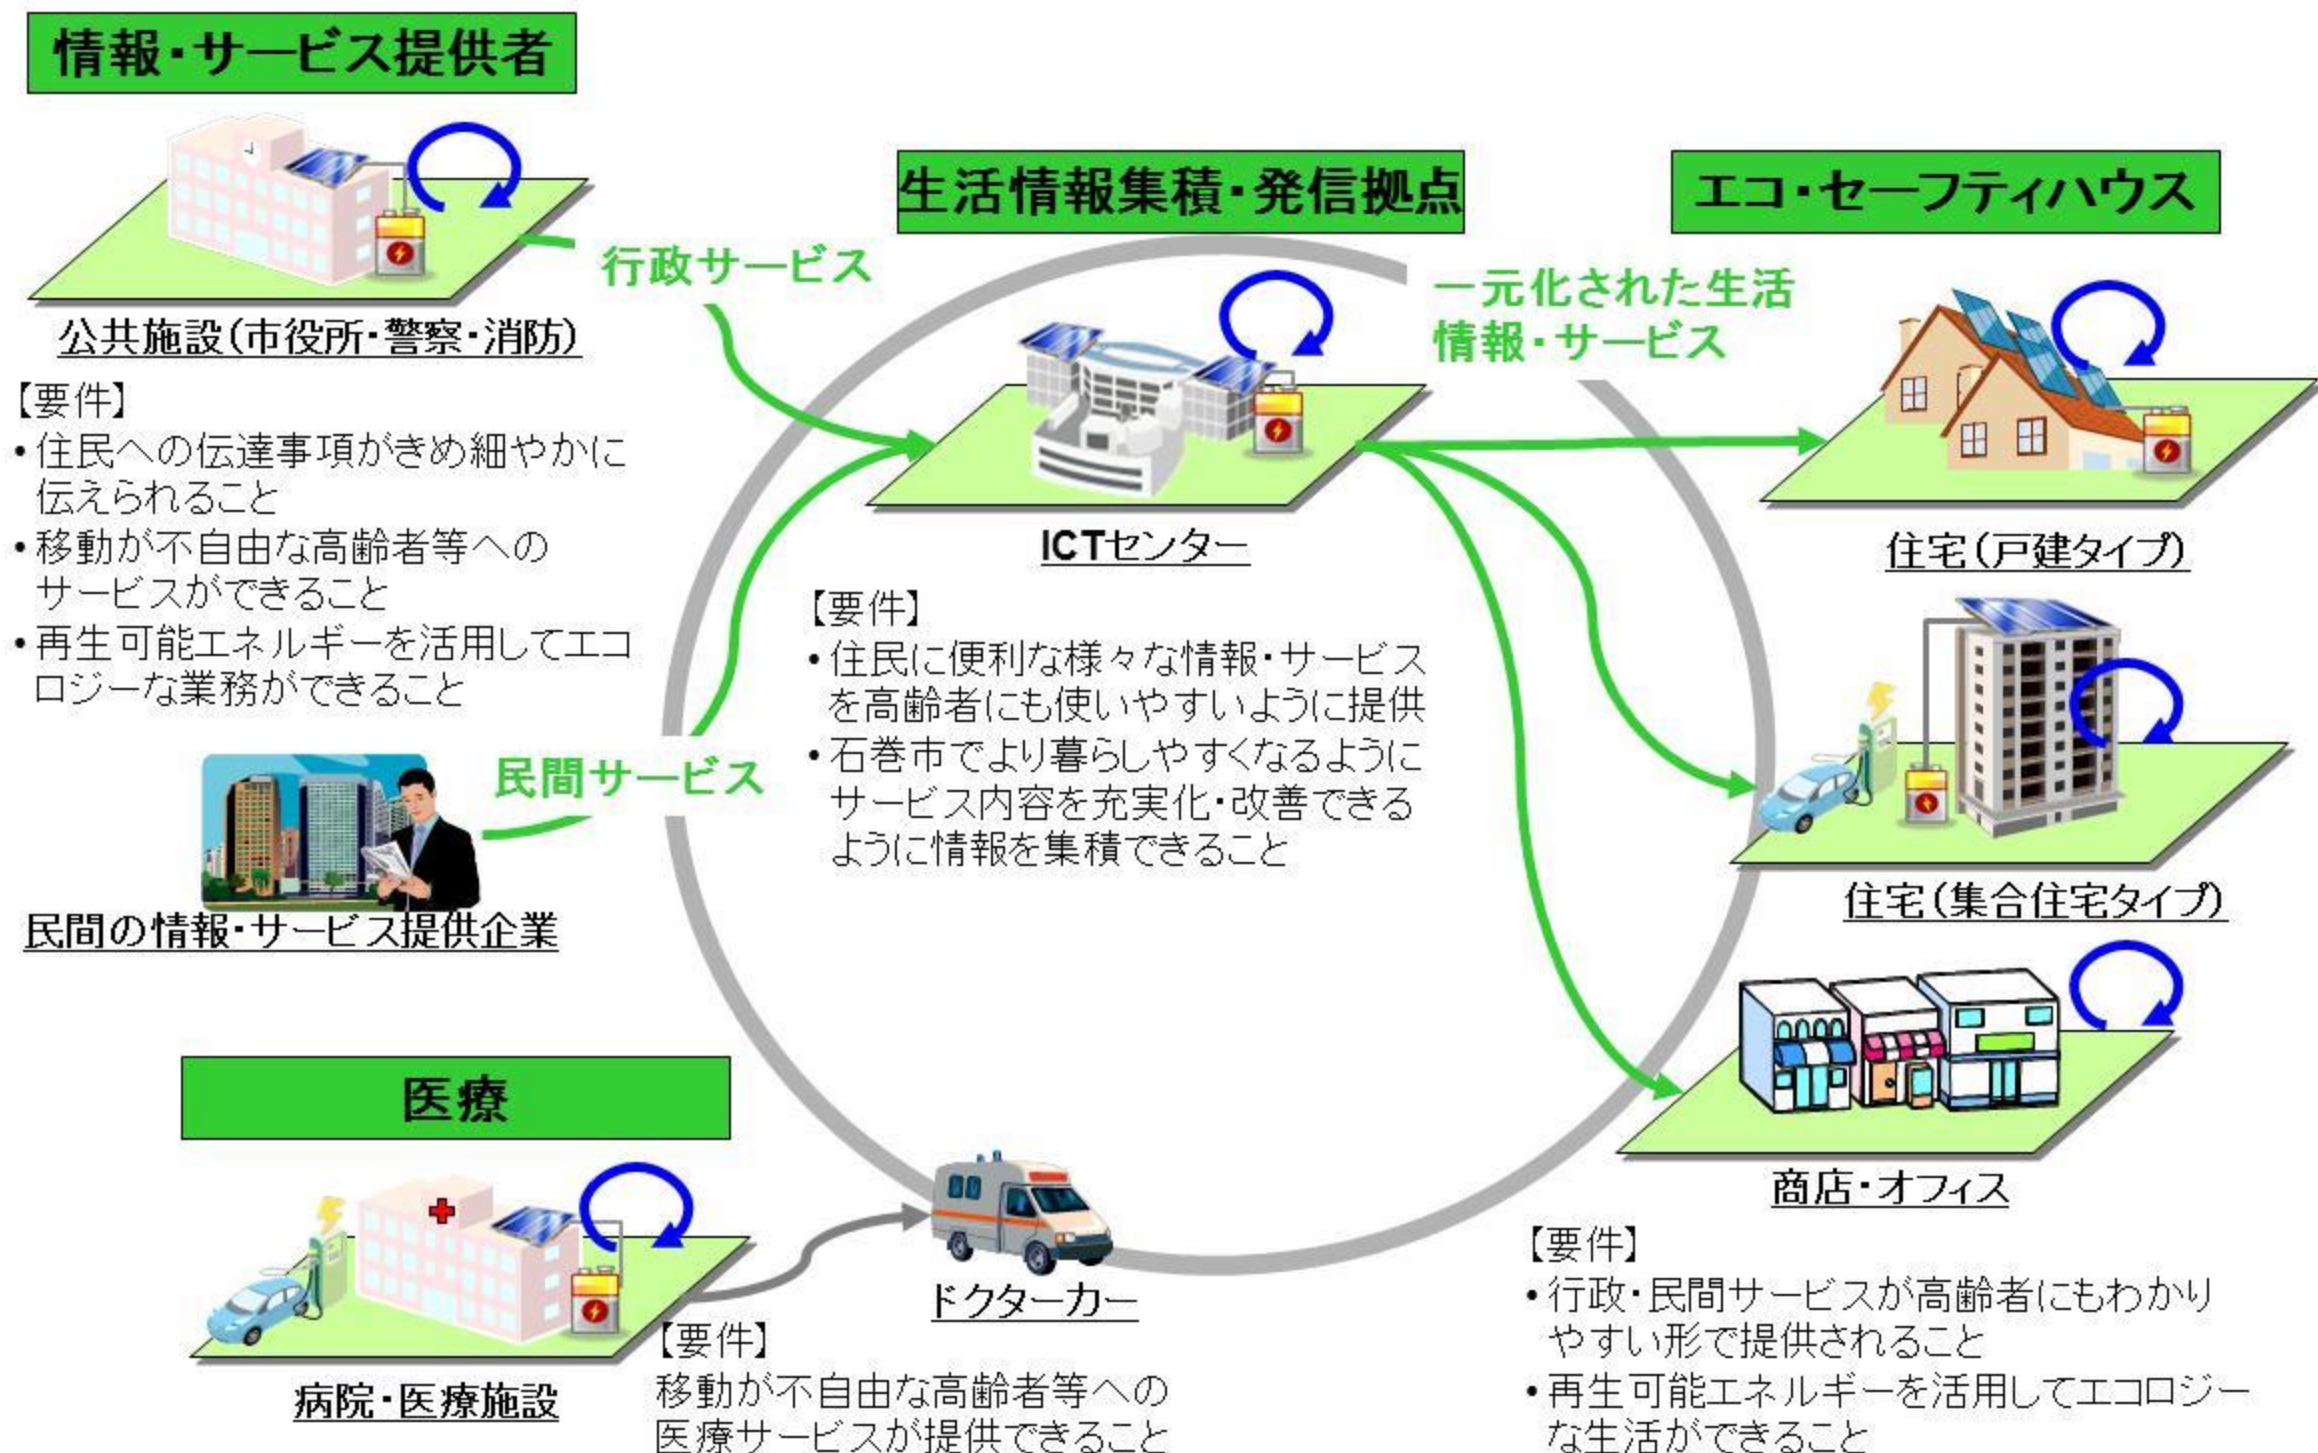 情報・サービス提供者
公共施設(市役所・警察・消防)
【要件】
・住民への伝達事項がきめ細やかに
伝えられること
・移動が不自由な高齢者等への
サービスができること
・再生可能エネルギーを活用してエコ
ロジーな業務ができること
行政サービス
民間サービス
民間の情報・サービス提供企業
生活情報集積・発信拠点
ICTセンター
【要件】
・住民に便利な様々な情報・サービス
を高齢者にも使いやすいように提供
・石巻市でより暮らしやすくなるように
サービス内容を充実化・改善できる
ように情報を集積できること
一元化された生活
情報・サービス
エコ・セーフティハウス
住宅(戸建タイプ)
住宅(集合住宅タイプ)
商店・オフィス
【要件】
・行政・民間サービスが高齢者にもわかり
やすい形で提供されること
・再生可能エネルギーを活用してエコロジー
な生活ができること
医療
病院・医療施設
ドクターカー
【要件】
移動が不自由な高齢者等への
医療サービスが提供できること